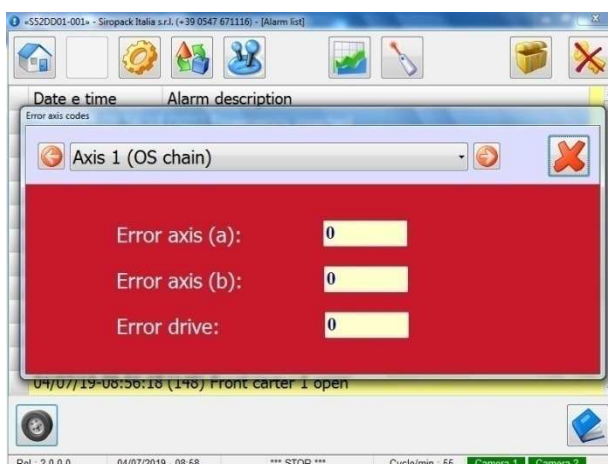 «S52DD01-001» - Siropack Italia s.r.l. (+39 0547 671116) - [Alarm list]
Date e time Alarm description
Error axis codes
Axis 1 (OS chain)
Error axis (a): 0
Error axis (b): 0
Error drive: 0
04/07/19-08:56:18 (148) Front carter 1 open
Rel.: 2.0.0.0 04/07/2019 - 08:58 *** STOP *** Cycle/min.: 55 Camera 1 Camera 2